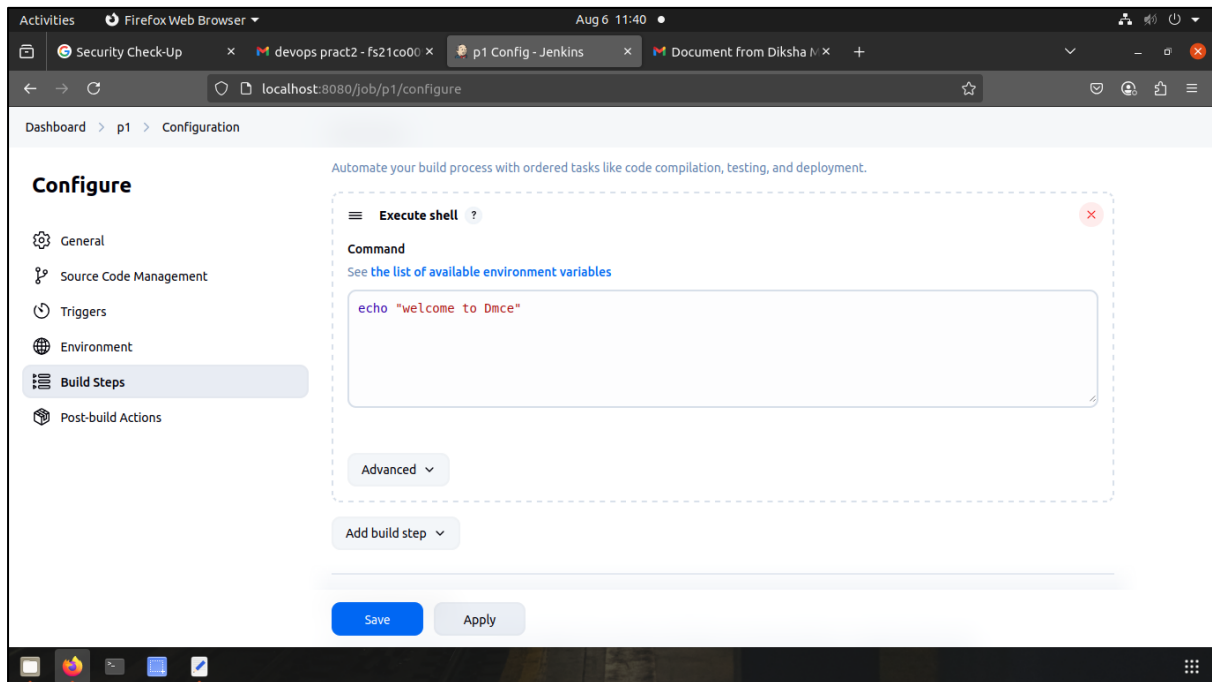 Activities Firefox Web Browser Aug 6 11:40
Security Check-Up devops pract2 - fs21co00 p1 Config - Jenkins Document from Diksha M
localhost:8080/job/p1/configure
Dashboard > p1 > Configuration
Configure
General
Source Code Management
Triggers
Environment
Build Steps
Post-build Actions
Automate your build process with ordered tasks like code compilation, testing, and deployment.
Execute shell ?
Command
See the list of available environment variables
echo "welcome to Dmce"
Advanced
Add build step
Save Apply